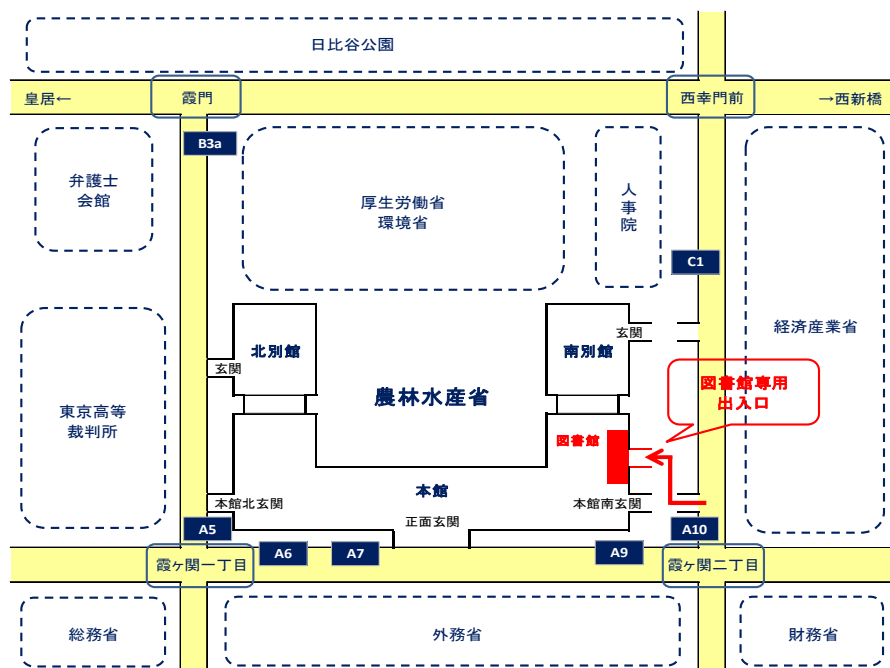 日比谷公園
皇居←
霞門
西幸門前
→西新橋
B3a
弁護士
会館
厚生労働省
環境省
人
事
院
C1
経済産業省
北別館
南別館
玄関
玄関
農林水産省
図書館専用
出入口
東京高等
裁判所
図書館
本館
本館北玄関
本館南玄関
正面玄関
A5
A6
A7
A9
A10
霞ヶ関一丁目
霞ヶ関二丁目
総務省
外務省
財務省